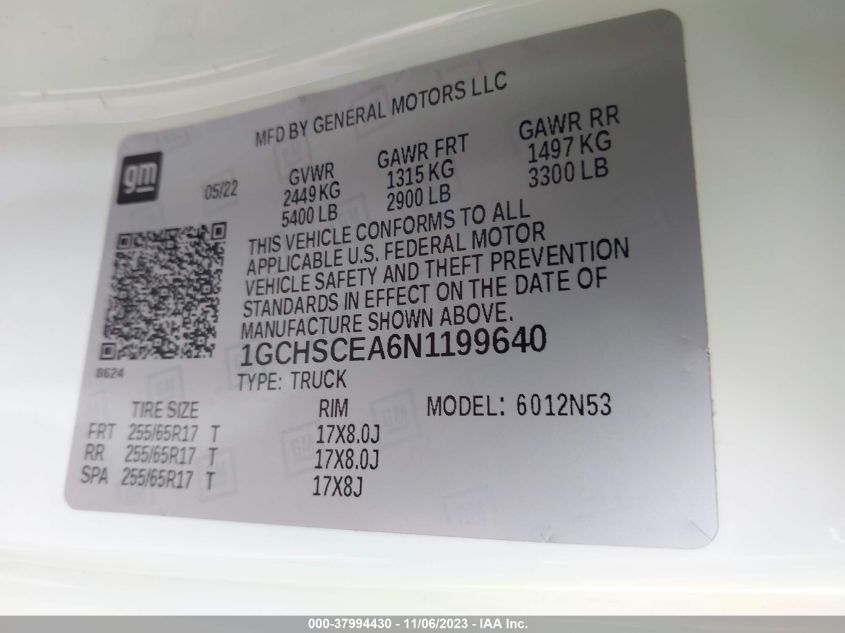 MFD BY GENERAL MOTORS LLC
gm
05/22
GVWR GAWR FRT GAWR RR
2449 KG 1315 KG 1497 KG
5400 LB 2900 LB 3300 LB
THIS VEHICLE CONFORMS TO ALL
APPLICABLE U.S. FEDERAL MOTOR
VEHICLE SAFETY AND THEFT PREVENTION
STANDARDS IN EFFECT ON THE DATE OF
MANUFACTURE SHOWN ABOVE.
1GCHSCEA6N1199640
8624
TYPE: TRUCK
TIRE SIZE RIM MODEL: 6012N53
FRT 255/65R17 T 17X8.0J
RR 255/65R17 T 17X8.0J
SPA 255/65R17 T 17X8J
000-37994430 - 11/06/2023 - IAA Inc.